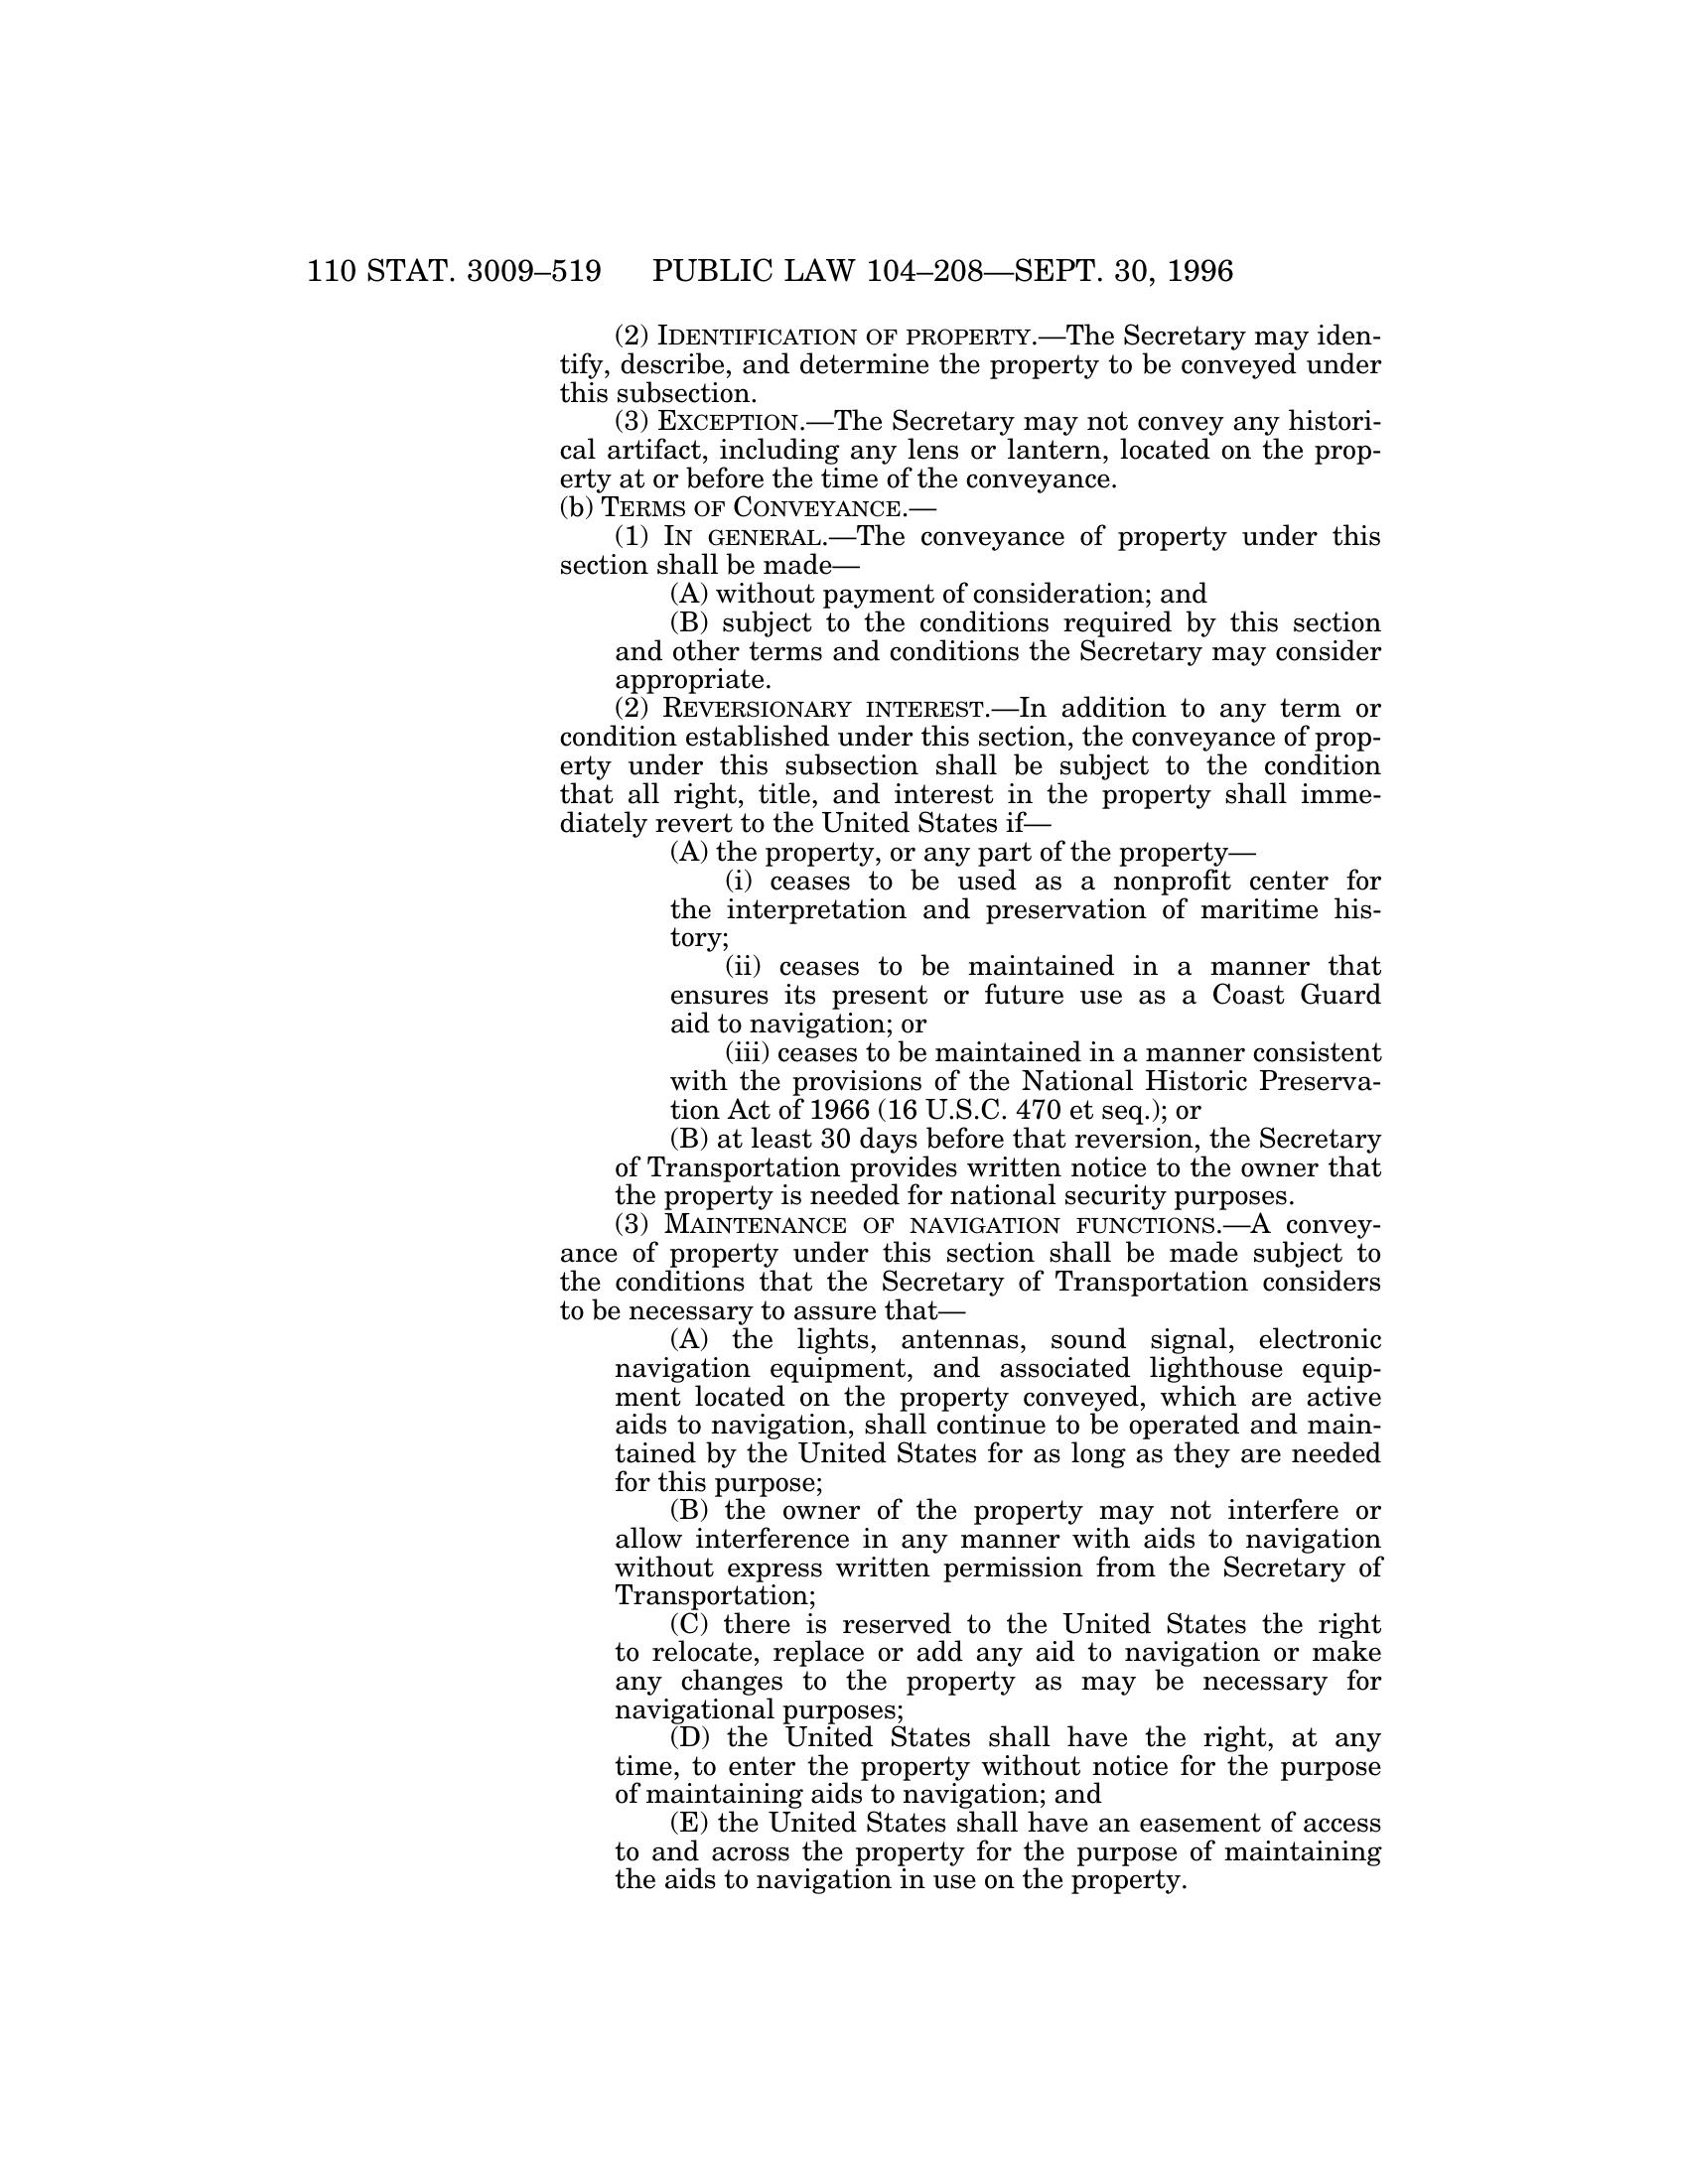 110 STAT. 3009–519 PUBLIC LAW 104–208—SEPT. 30, 1996
(2) IDENTIFICATION OF PROPERTY.—The Secretary may iden-
tify, describe, and determine the property to be conveyed under
this subsection.
(3) EXCEPTION.—The Secretary may not convey any histori-
cal artifact, including any lens or lantern, located on the prop-
erty at or before the time of the conveyance.
(b) TERMS OF CONVEYANCE.—
(1) IN GENERAL.—The conveyance of property under this
section shall be made—
(A) without payment of consideration; and
(B) subject to the conditions required by this section
and other terms and conditions the Secretary may consider
appropriate.
(2) REVERSIONARY INTEREST.—In addition to any term or
condition established under this section, the conveyance of prop-
erty under this subsection shall be subject to the condition
that all right, title, and interest in the property shall imme-
diately revert to the United States if—
(A) the property, or any part of the property—
(i) ceases to be used as a nonprofit center for
the interpretation and preservation of maritime his-
tory;
(ii) ceases to be maintained in a manner that
ensures its present or future use as a Coast Guard
aid to navigation; or
(iii) ceases to be maintained in a manner consistent
with the provisions of the National Historic Preserva-
tion Act of 1966 (16 U.S.C. 470 et seq.); or
(B) at least 30 days before that reversion, the Secretary
of Transportation provides written notice to the owner that
the property is needed for national security purposes.
(3) MAINTENANCE OF NAVIGATION FUNCTIONS.—A convey-
ance of property under this section shall be made subject to
the conditions that the Secretary of Transportation considers
to be necessary to assure that—
(A) the lights, antennas, sound signal, electronic
navigation equipment, and associated lighthouse equip-
ment located on the property conveyed, which are active
aids to navigation, shall continue to be operated and main-
tained by the United States for as long as they are needed
for this purpose;
(B) the owner of the property may not interfere or
allow interference in any manner with aids to navigation
without express written permission from the Secretary of
Transportation;
(C) there is reserved to the United States the right
to relocate, replace or add any aid to navigation or make
any changes to the property as may be necessary for
navigational purposes;
(D) the United States shall have the right, at any
time, to enter the property without notice for the purpose
of maintaining aids to navigation; and
(E) the United States shall have an easement of access
to and across the property for the purpose of maintaining
the aids to navigation in use on the property.